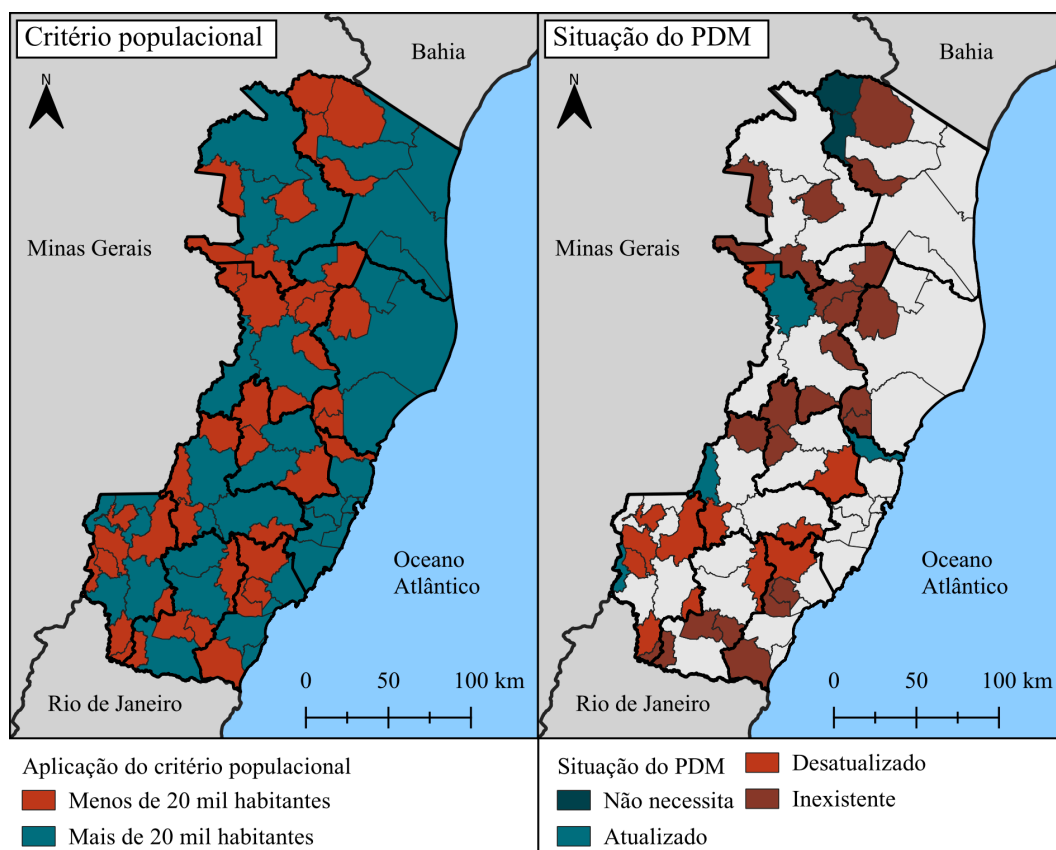 Critério populacional
Bahia
N
Minas Gerais
Oceano
Atlântico
0 50 100 km
Rio de Janeiro
Aplicação do critério populacional
Menos de 20 mil habitantes
Mais de 20 mil habitantes
Situação do PDM
Bahia
N
Minas Gerais
Oceano
Atlântico
0 50 100 km
Rio de Janeiro
Situação do PDM
Não necessita
Atualizado
Desatualizado
Inexistente